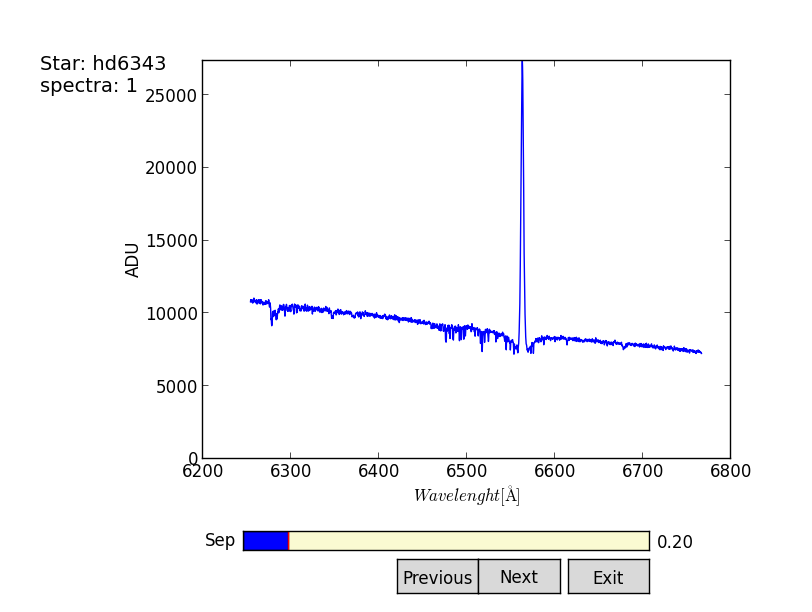 Star: hd6343
spectra: 1
25000
20000
15000
10000
5000
0
ADU
6200 6300 6400 6500 6600 6700 6800
Wavelenght[Å]
Sep 0.20
Previous Next Exit